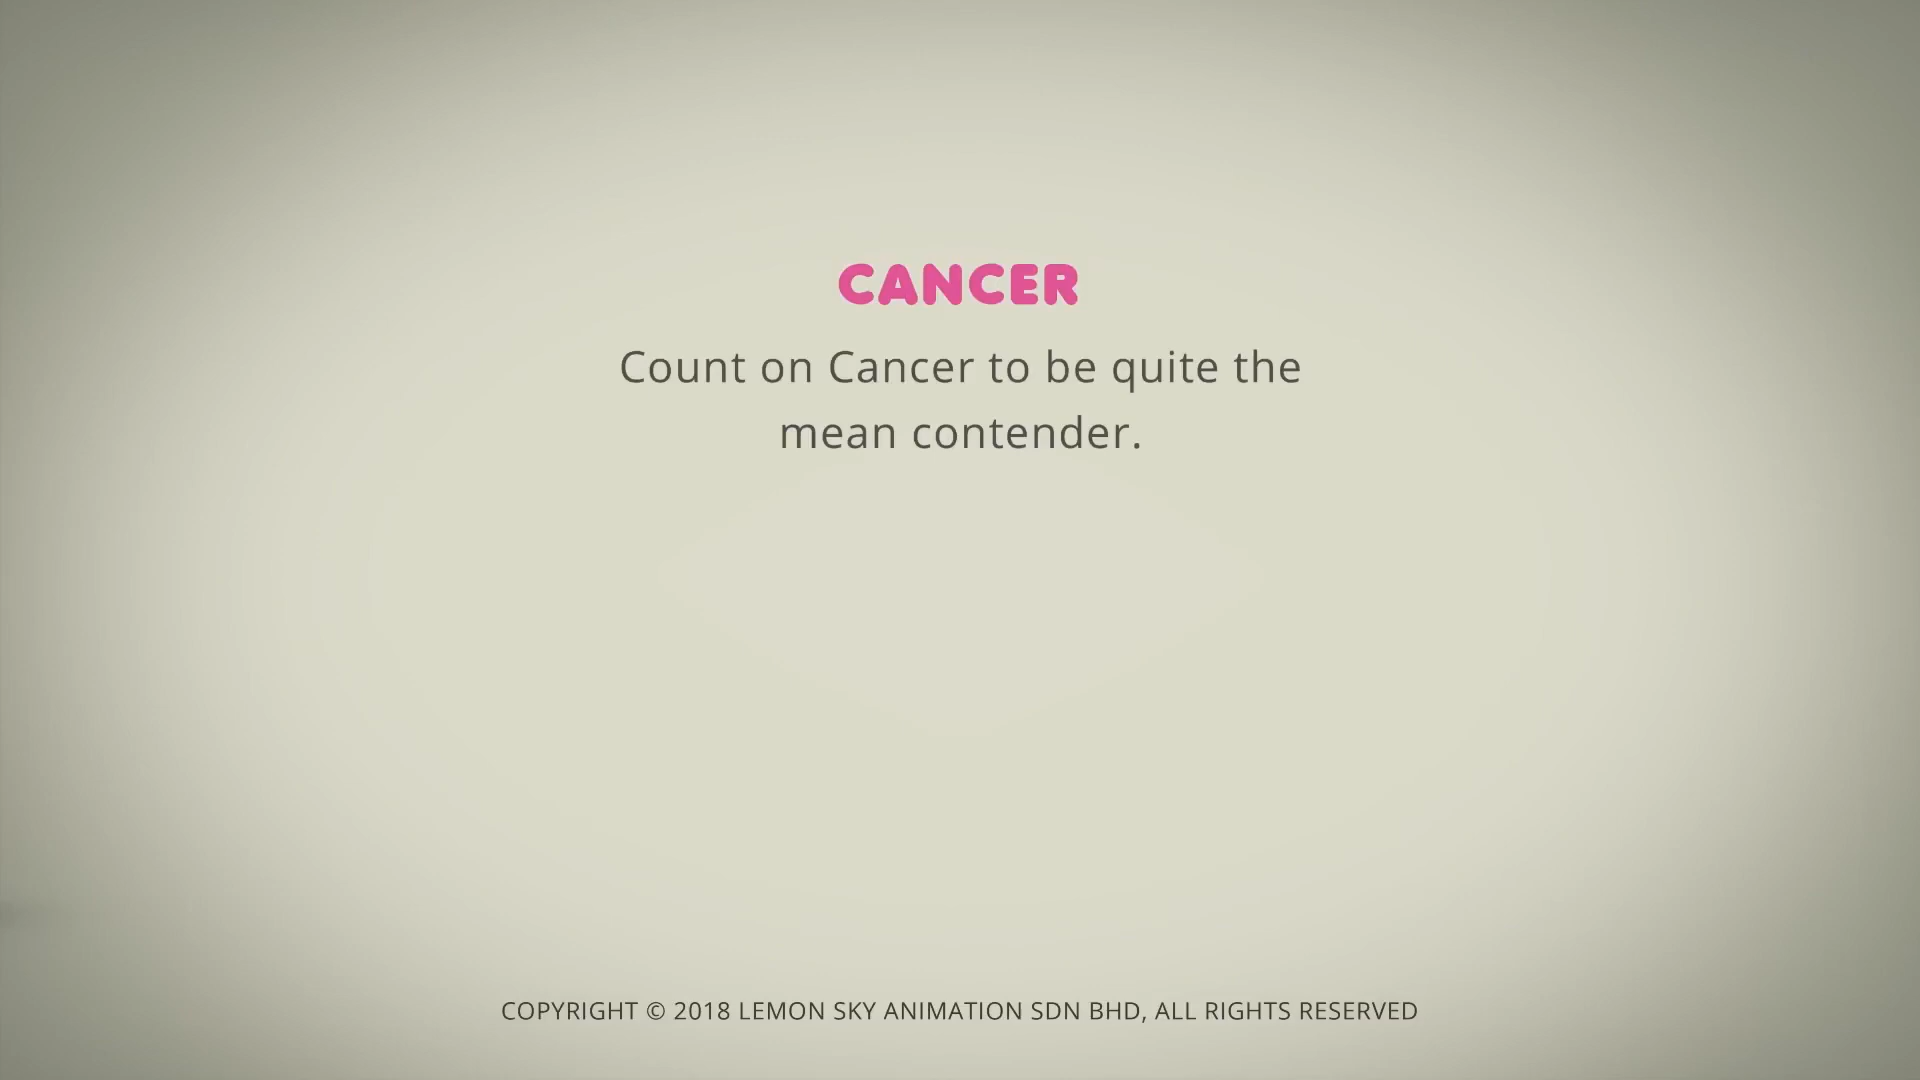 CANCER
Count on Cancer to be quite the
mean contender.
COPYRIGHT © 2018 LEMON SKY ANIMATION SDN BHD, ALL RIGHTS RESERVED